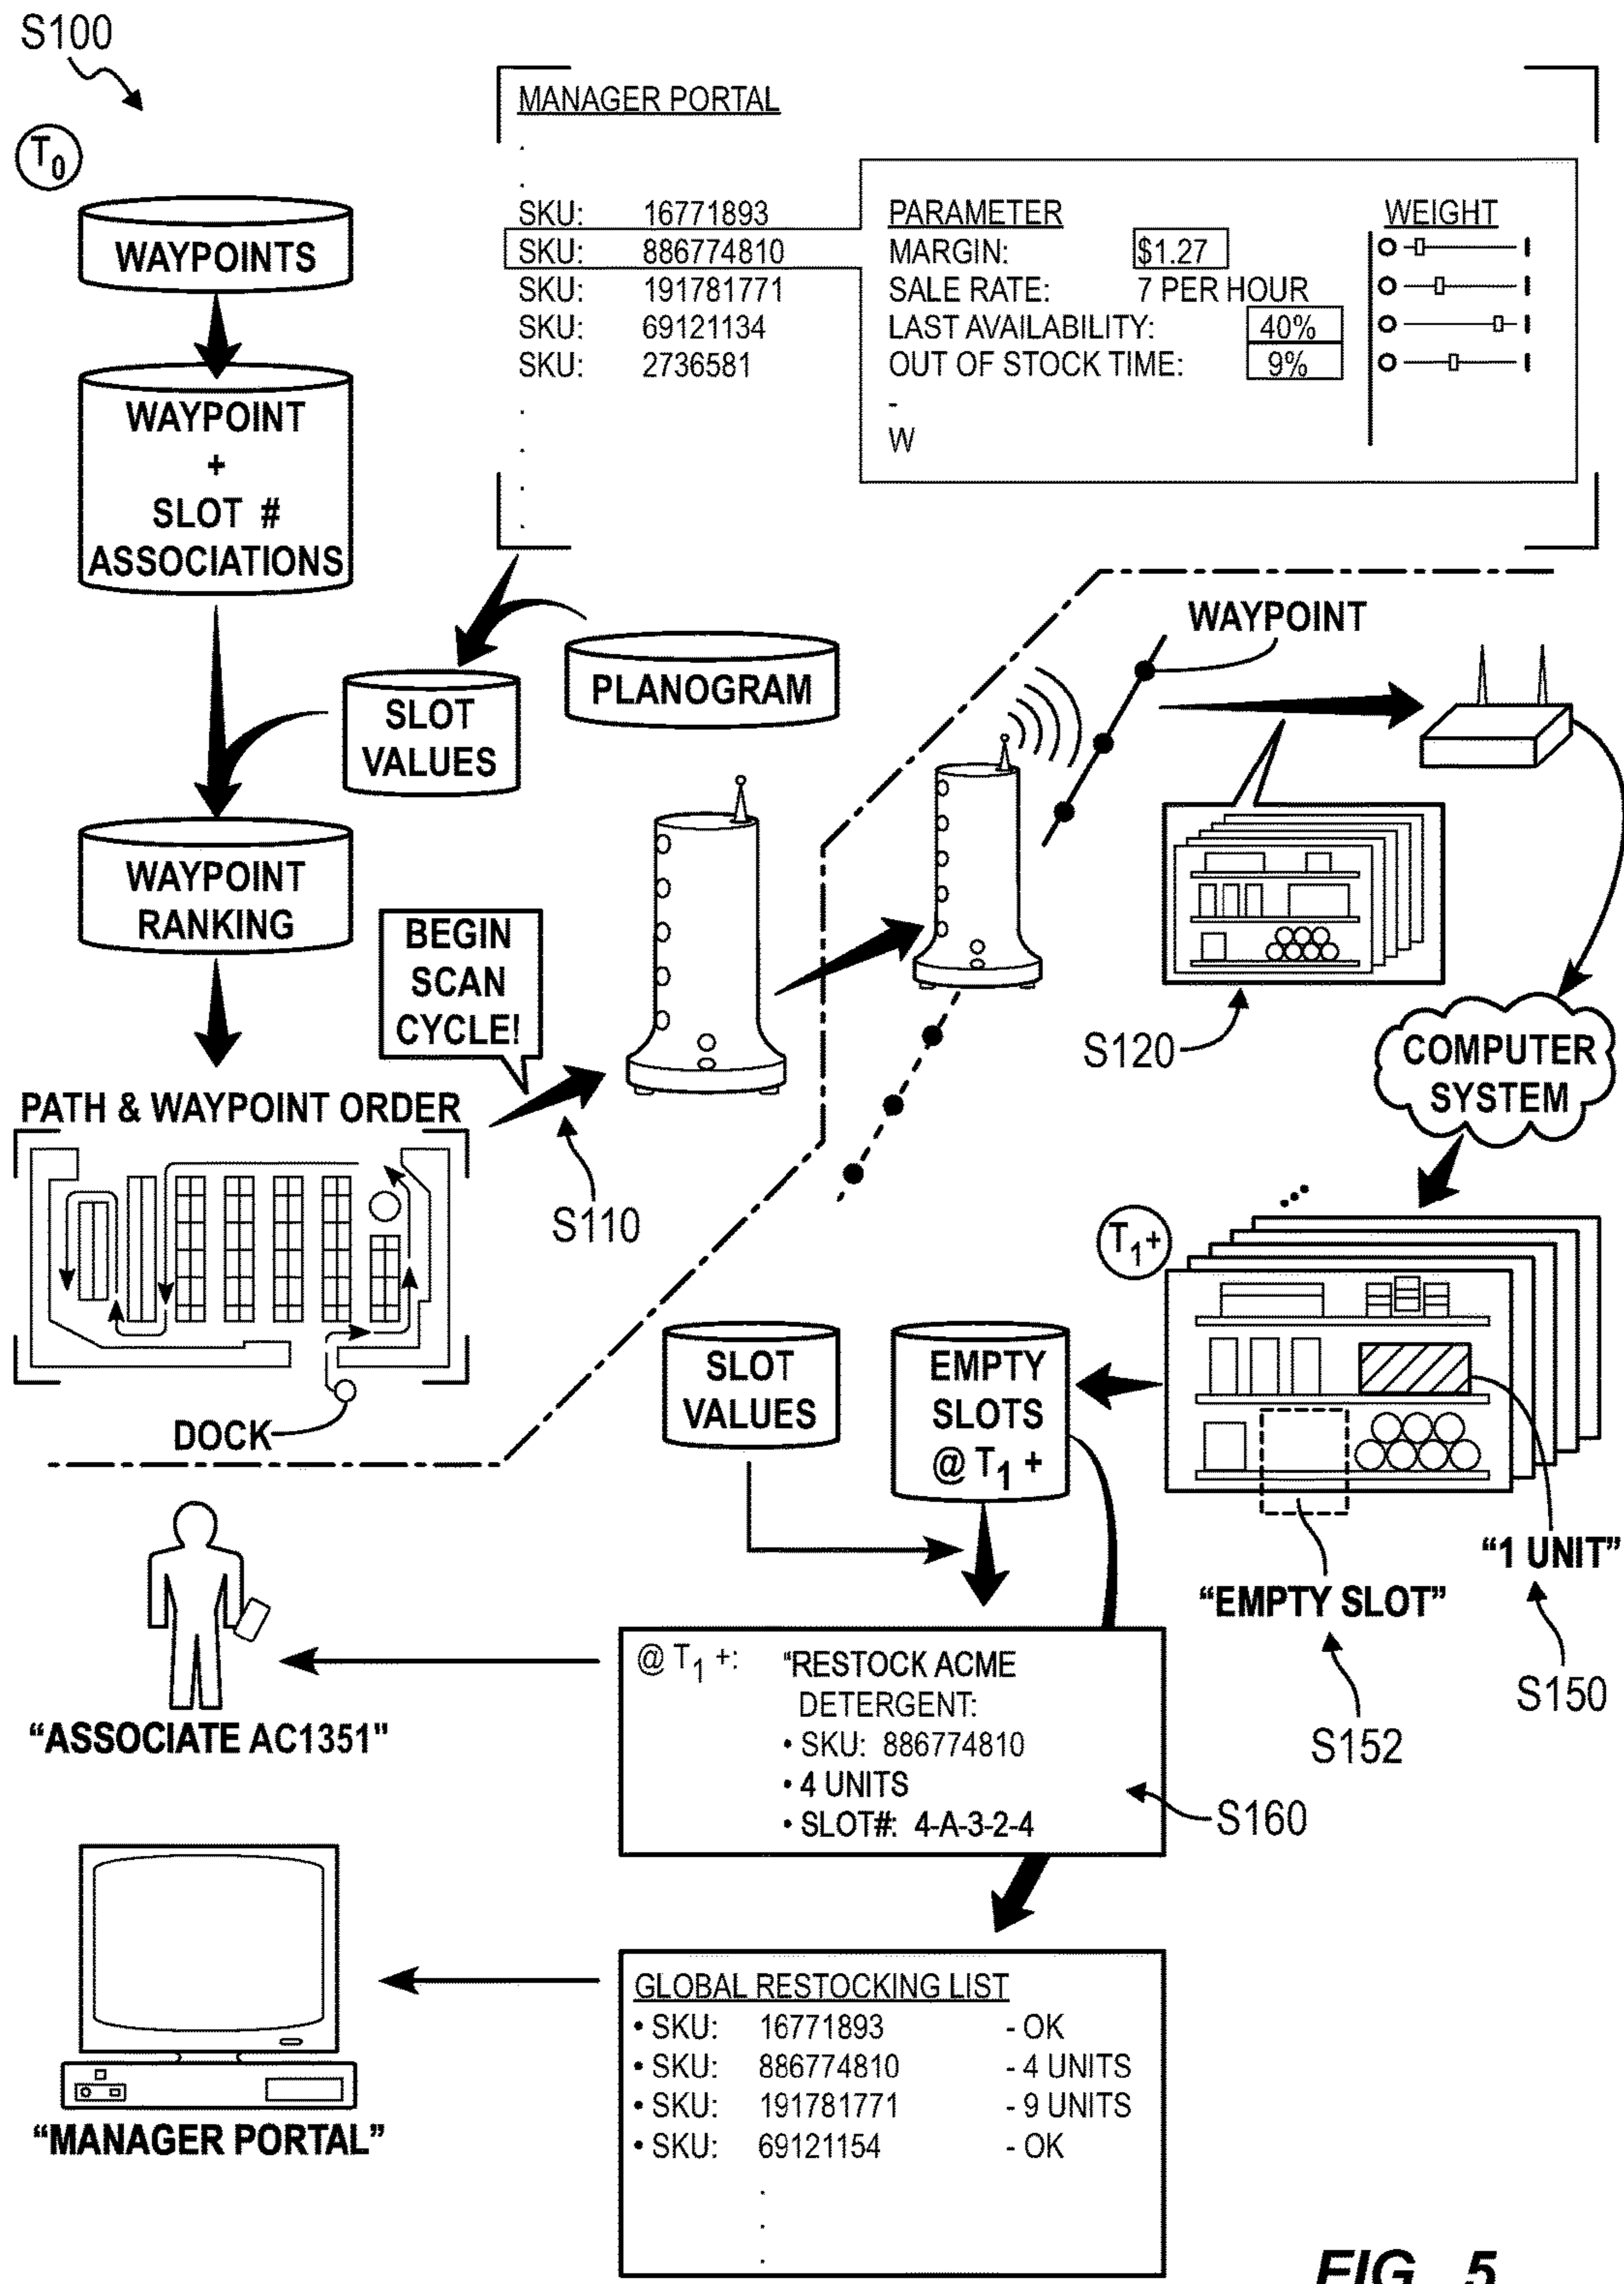 S100
T0
MANAGER PORTAL
SKU: 16771893
SKU: 886774810
SKU: 191781771
SKU: 69121134
SKU: 2736581
PARAMETER WEIGHT
MARGIN: $1.27
SALE RATE: 7 PER HOUR
LAST AVAILABILITY: 40%
OUT OF STOCK TIME: 9%
-
W
WAYPOINTS
WAYPOINT
+
SLOT #
ASSOCIATIONS
PLANOGRAM
SLOT
VALUES
WAYPOINT
RANKING
BEGIN
SCAN
CYCLE!
S110
PATH & WAYPOINT ORDER
DOCK
WAYPOINT
S120
COMPUTER
SYSTEM
T1+
SLOT
VALUES
EMPTY
SLOTS
@ T1 +
"1 UNIT"
"EMPTY SLOT"
S150
S152
"ASSOCIATE AC1351"
@ T1 +: "RESTOCK ACME
DETERGENT:
• SKU: 886774810
• 4 UNITS
• SLOT#: 4-A-3-2-4
S160
"MANAGER PORTAL"
GLOBAL RESTOCKING LIST
• SKU: 16771893 - OK
• SKU: 886774810 - 4 UNITS
• SKU: 191781771 - 9 UNITS
• SKU: 69121154 - OK
FIG. 5